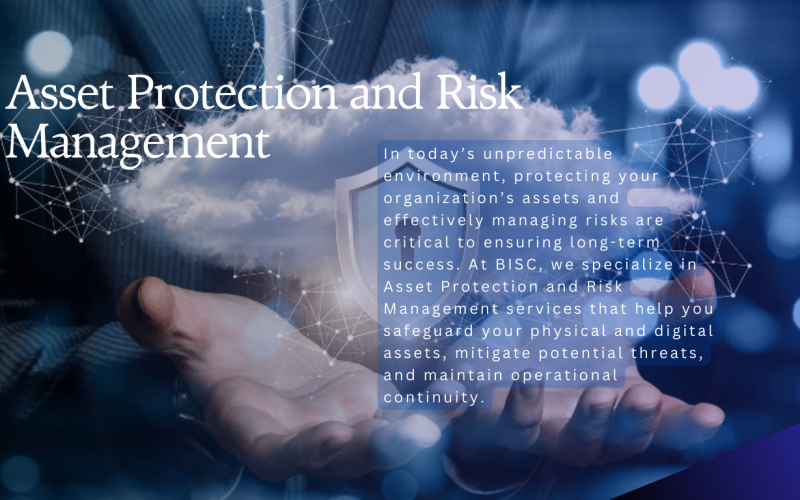 Asset Protection and Risk
Management
In today’s unpredictable
environment, protecting your
organization’s assets and
effectively managing risks are
critical to ensuring long-term
success. At BISC, we specialize in
Asset Protection and Risk
Management services that help you
safeguard your physical and digital
assets, mitigate potential threats,
and maintain operational
continuity.